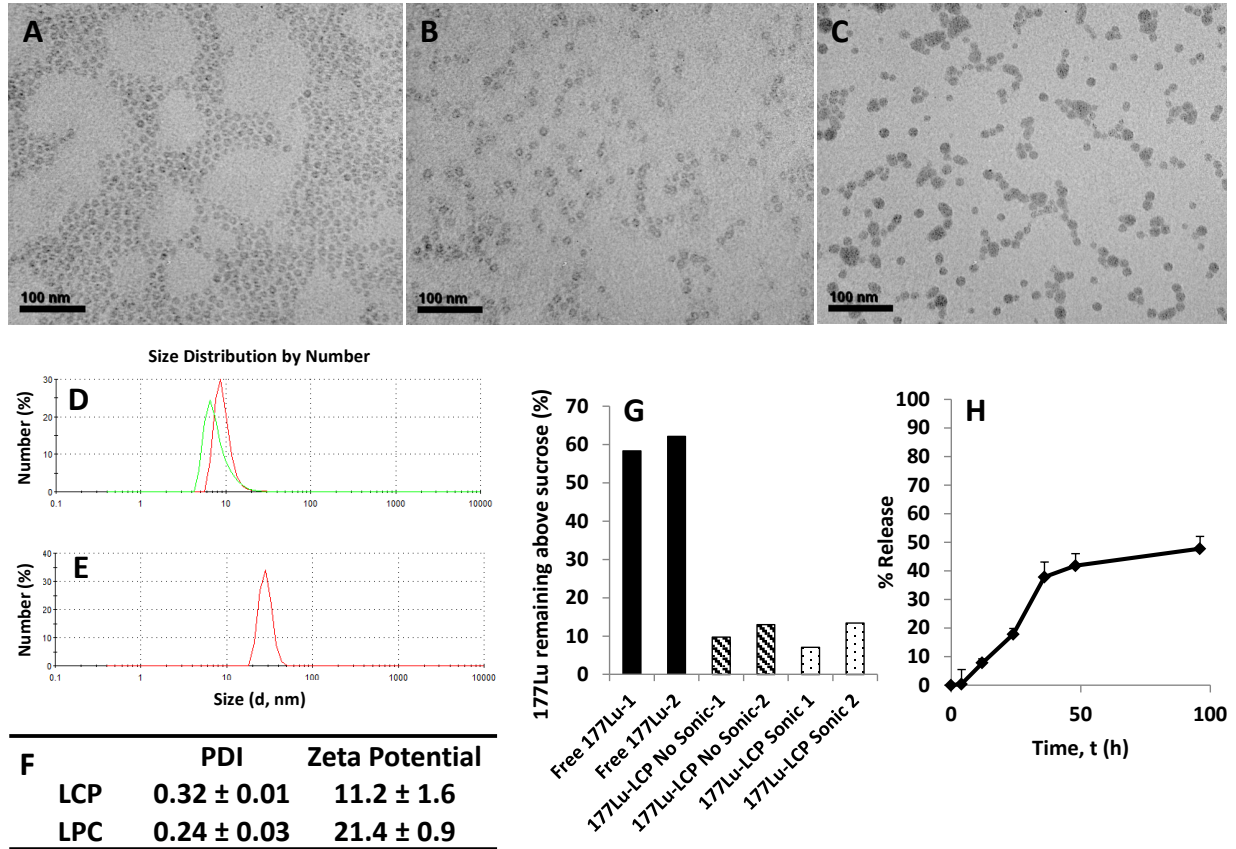 A
B
C
100 nm
100 nm
100 nm
Size Distribution by Number
D
Number (%)
30
20
10
0
0.1 1 10 100 1000 10000
E
Number (%)
40
30
20
10
0
0.1 1 10 100 1000 10000
Size (d, nm)
F PDI Zeta Potential
LCP 0.32 ± 0.01 11.2 ± 1.6
LPC 0.24 ± 0.03 21.4 ± 0.9
G
177Lu remaining above sucrose (%)
70
60
50
40
30
20
10
0
Free 177Lu-1
Free 177Lu-2
177Lu-LCP No Sonic-1
177Lu-LCP No Sonic-2
177Lu-LCP Sonic 1
177Lu-LCP Sonic 2
H
% Release
100
90
80
70
60
50
40
30
20
10
0
0 50 100
Time, t (h)